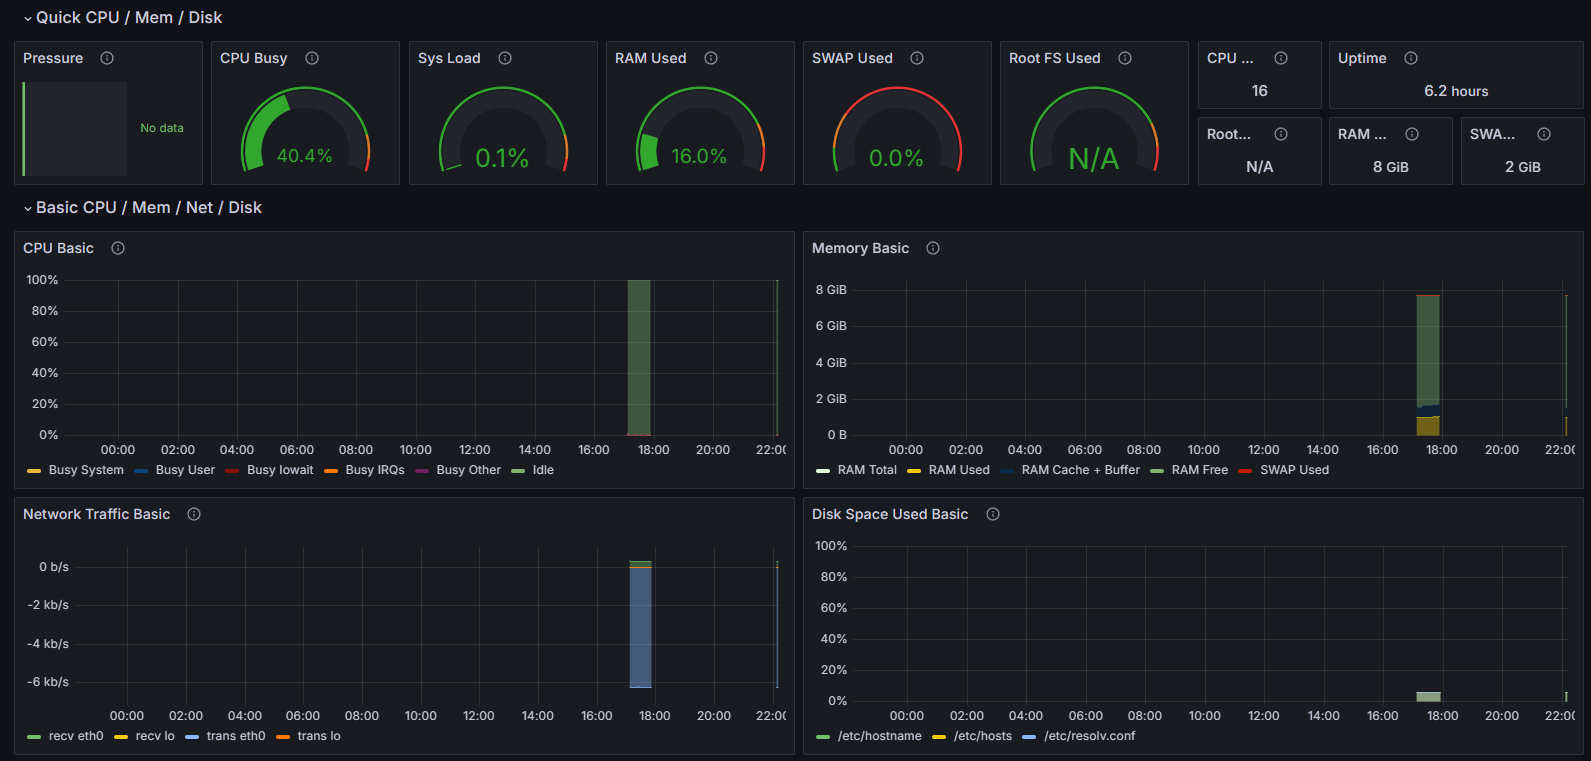 Quick CPU / Mem / Disk
Pressure
CPU Busy
Sys Load
RAM Used
SWAP Used
Root FS Used
CPU ...
Uptime
No data
40.4%
0.1%
16.0%
0.0%
N/A
16
6.2 hours
Root...
RAM ...
SWA...
N/A
8 GiB
2 GiB
Basic CPU / Mem / Net / Disk
CPU Basic
100%
80%
60%
40%
20%
0%
00:00 02:00 04:00 06:00 08:00 10:00 12:00 14:00 16:00 18:00 20:00 22:00
Busy System Busy User Busy Iowait Busy IRQs Busy Other Idle
Memory Basic
8 GiB
6 GiB
4 GiB
2 GiB
0 B
00:00 02:00 04:00 06:00 08:00 10:00 12:00 14:00 16:00 18:00 20:00 22:00
RAM Total RAM Used RAM Cache + Buffer RAM Free SWAP Used
Network Traffic Basic
0 b/s
-2 kb/s
-4 kb/s
-6 kb/s
00:00 02:00 04:00 06:00 08:00 10:00 12:00 14:00 16:00 18:00 20:00 22:00
recv eth0 recv lo trans eth0 trans lo
Disk Space Used Basic
100%
80%
60%
40%
20%
0%
00:00 02:00 04:00 06:00 08:00 10:00 12:00 14:00 16:00 18:00 20:00 22:00
/etc/hostname /etc/hosts /etc/resolv.conf